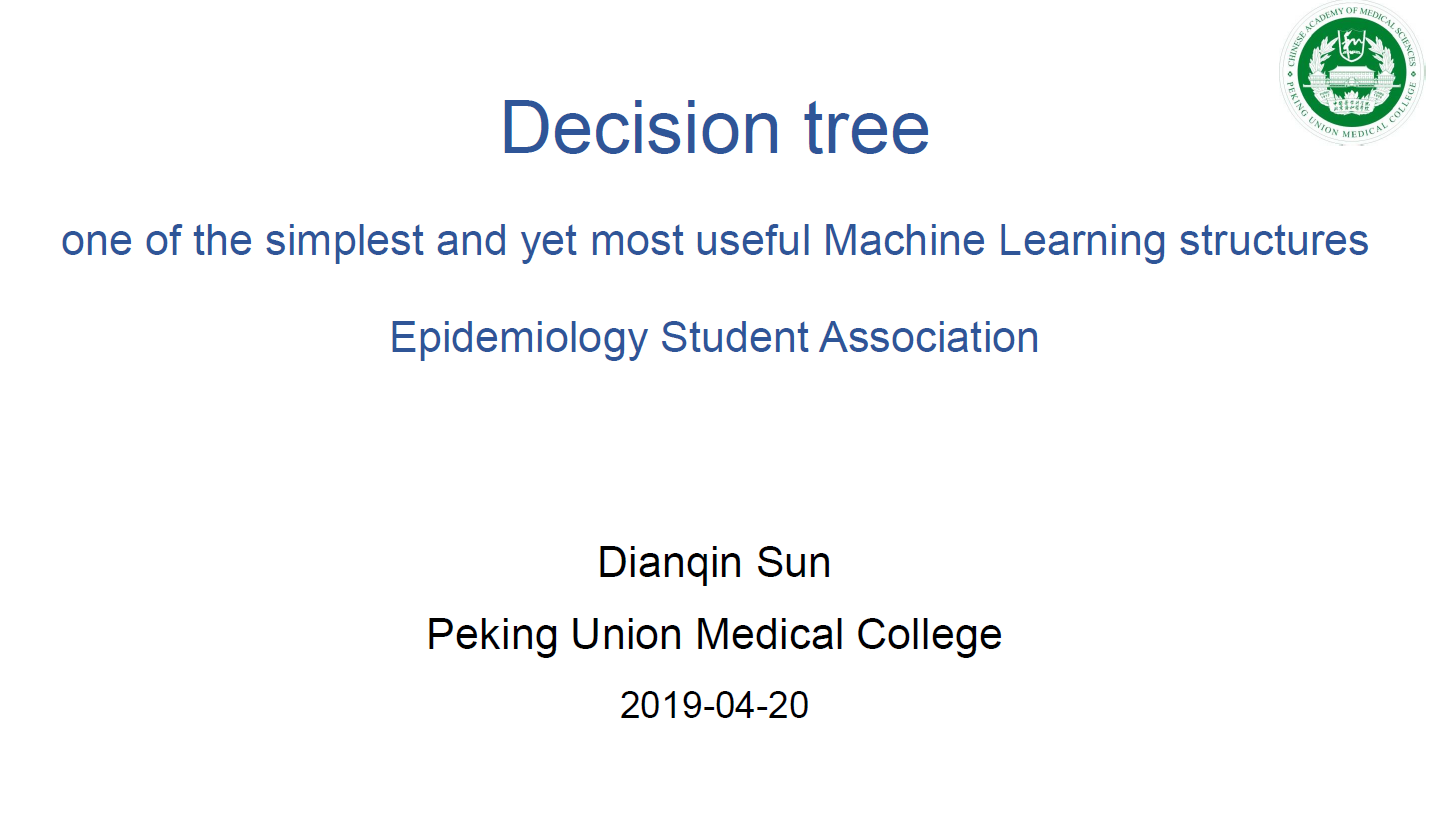 CHINESE ACADEMY OF MEDICAL SCIENCES
PEKING UNION MEDICAL COLLEGE
Decision tree
one of the simplest and yet most useful Machine Learning structures
Epidemiology Student Association
Dianqin Sun
Peking Union Medical College
2019-04-20